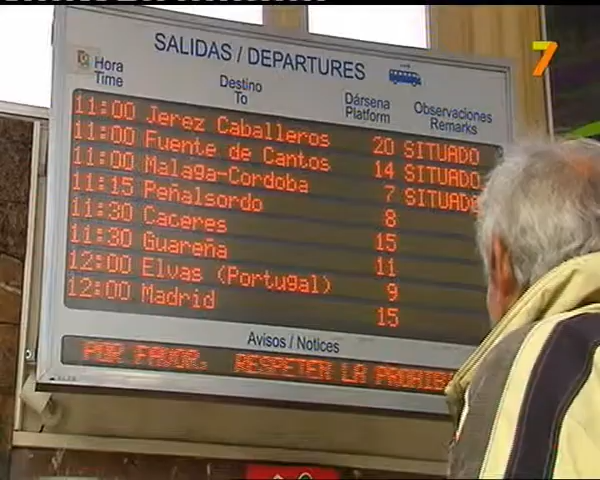 SALIDAS / DEPARTURES
7
Hora Destino Dársena Observaciones
Time To Platform Remarks
11:00 Jerez Caballeros 20 SITUADO
11:00 Fuente de Cantos 14 SITUADO
11:00 Malaga-Cordoba 7 SITUADO
11:15 Peñalsordo 8
11:30 Caceres 15
11:30 Guareña 11
12:00 Elvas (Portugal) 9
12:00 Madrid 15
Avisos / Notices
POR FAVOR, RESPETER LA PROHIB